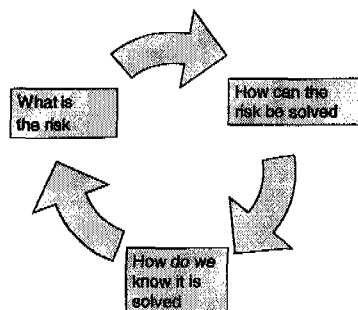 What is
the risk
How can the
risk be solved
How do we
know it is
solved